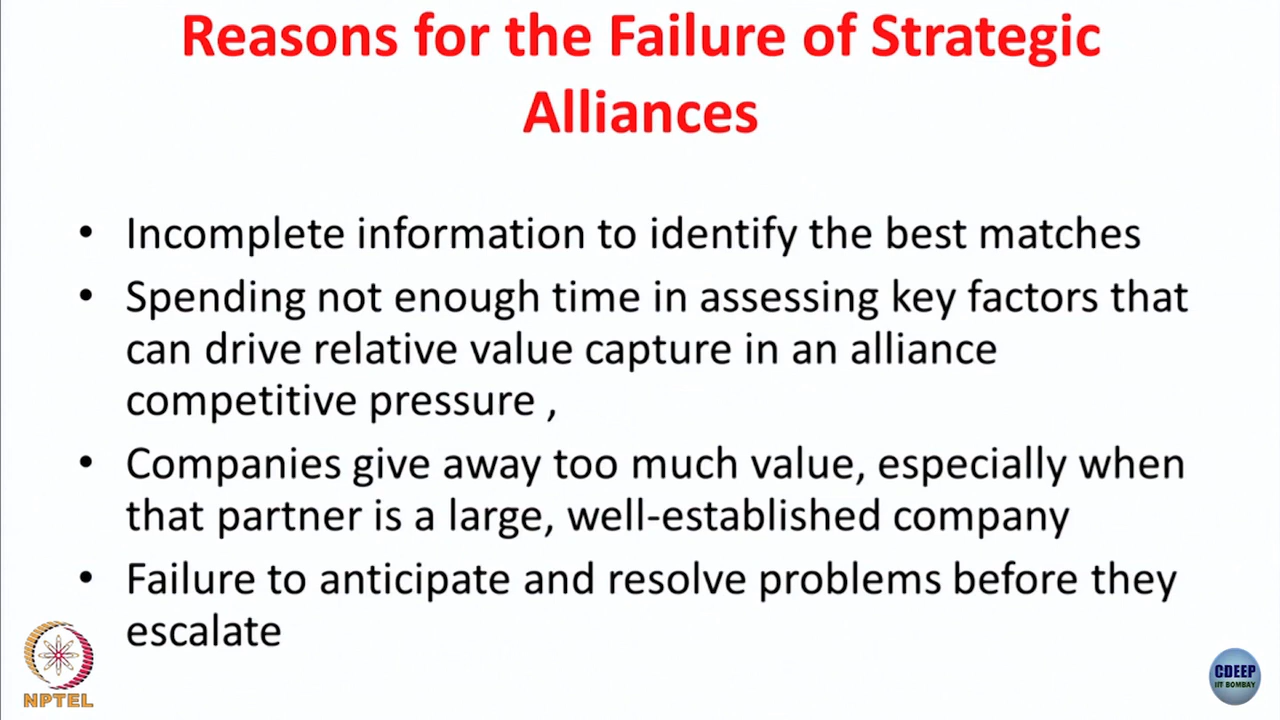 Reasons for the Failure of Strategic
Alliances
• Incomplete information to identify the best matches
• Spending not enough time in assessing key factors that
can drive relative value capture in an alliance
competitive pressure ,
• Companies give away too much value, especially when
that partner is a large, well-established company
• Failure to anticipate and resolve problems before they
escalate
NPTEL
CDEEP
IIT BOMBAY